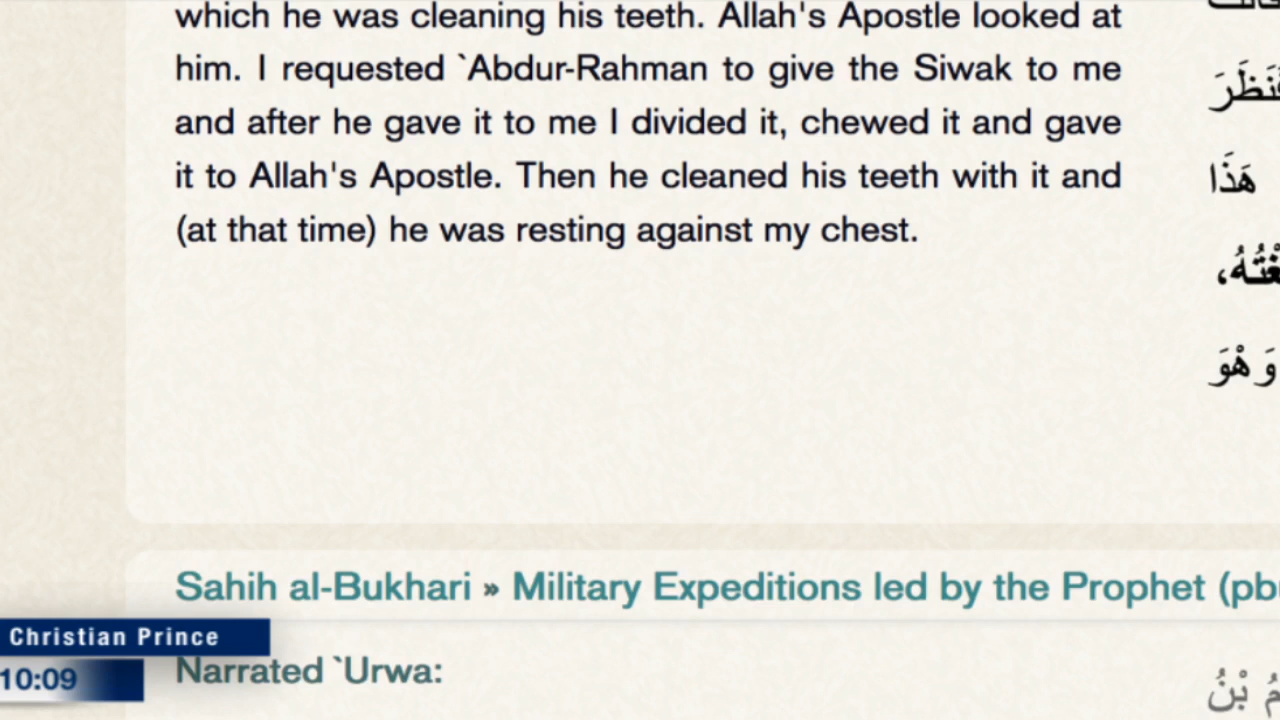 which he was cleaning his teeth. Allah's Apostle looked at
him. I requested `Abdur-Rahman to give the Siwak to me
and after he gave it to me I divided it, chewed it and gave
it to Allah's Apostle. Then he cleaned his teeth with it and
(at that time) he was resting against my chest.
فَنَظَرَ
هَذَا
وَهْوَ
Sahih al-Bukhari » Military Expeditions led by the Prophet
Christian Prince
10:09
Narrated `Urwa:
بْنُ